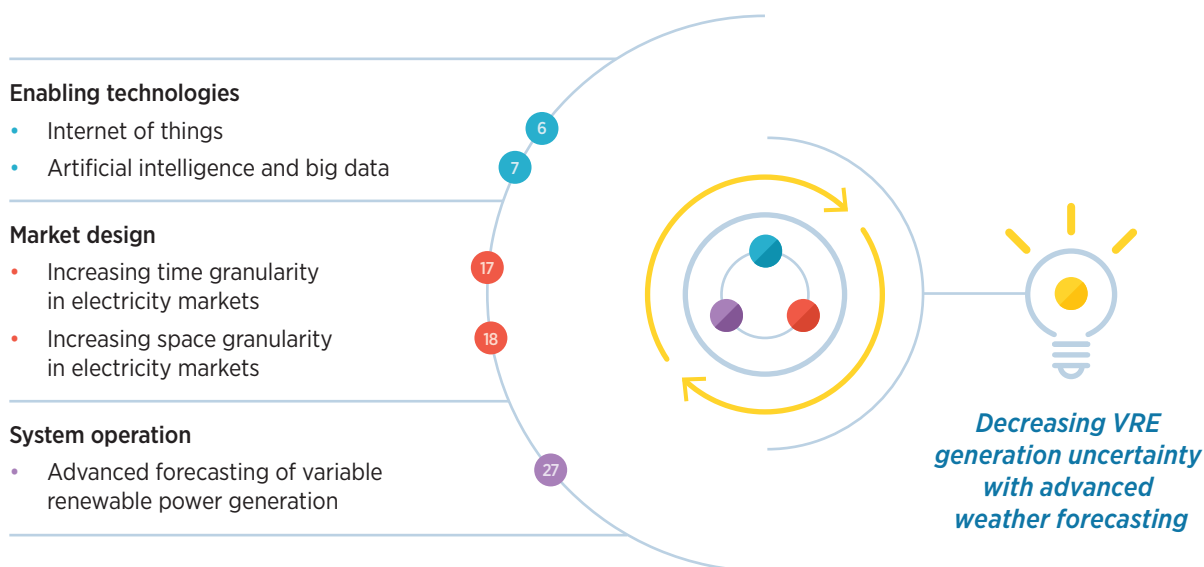 Enabling technologies
• Internet of things
6
• Artificial intelligence and big data
7
Market design
• Increasing time granularity
in electricity markets
17
• Increasing space granularity
in electricity markets
18
System operation
• Advanced forecasting of variable
renewable power generation
27
Decreasing VRE
generation uncertainty
with advanced
weather forecasting